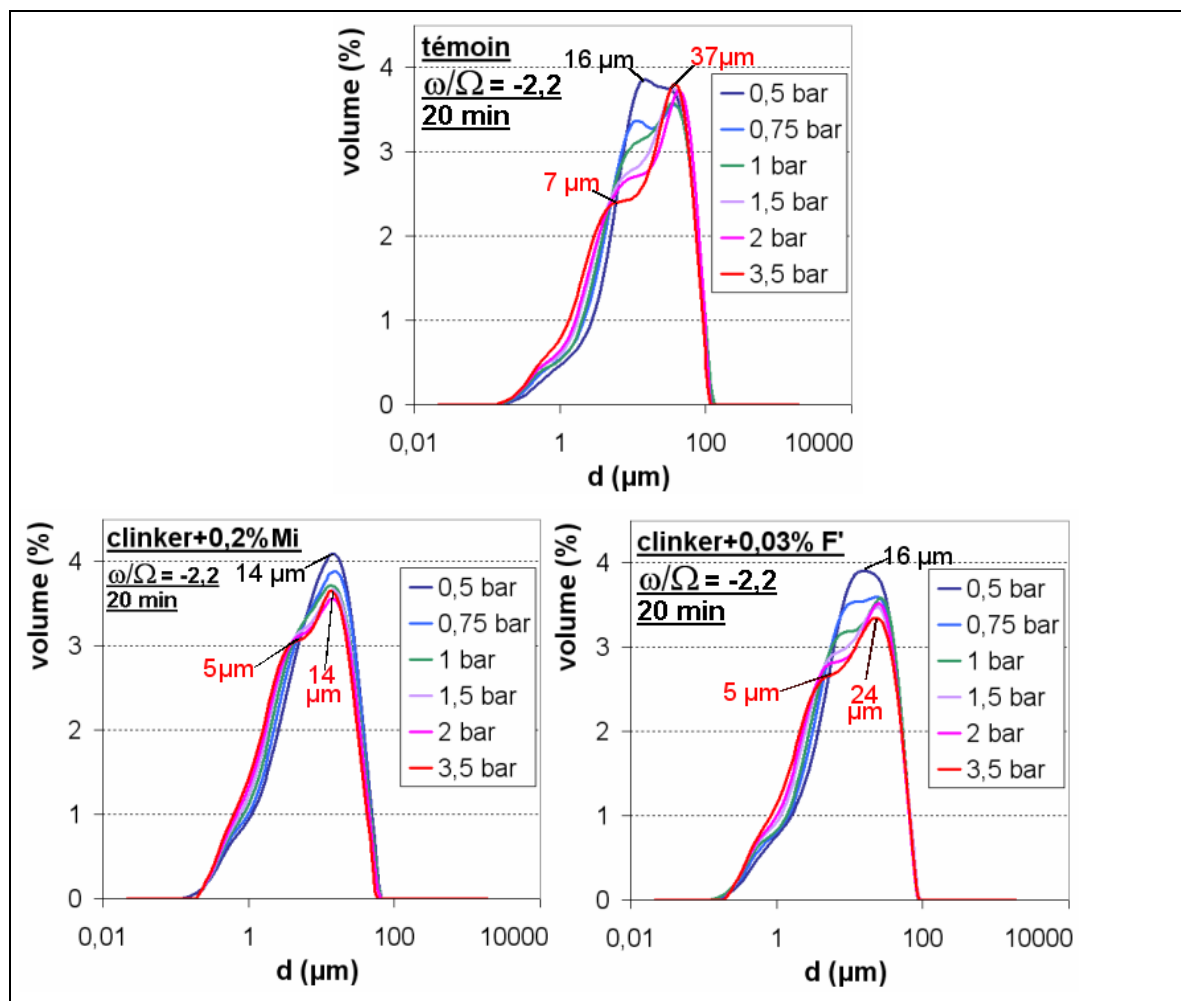 témoin
ω/Ω = -2,2
20 min
16 µm
37µm
7 µm
0,5 bar
0,75 bar
1 bar
1,5 bar
2 bar
3,5 bar
volume (%)
4
3
2
1
0
0,01
1
100
10000
d (µm)
clinker+0,2%Mi
ω/Ω = -2,2
20 min
14 µm
5µm
14
µm
0,5 bar
0,75 bar
1 bar
1,5 bar
2 bar
3,5 bar
volume (%)
4
3
2
1
0
0,01
1
100
10000
d (µm)
clinker+0,03% F'
ω/Ω = -2,2
20 min
16 µm
5 µm
24
µm
0,5 bar
0,75 bar
1 bar
1,5 bar
2 bar
3,5 bar
volume (%)
4
3
2
1
0
0,01
1
100
10000
d (µm)